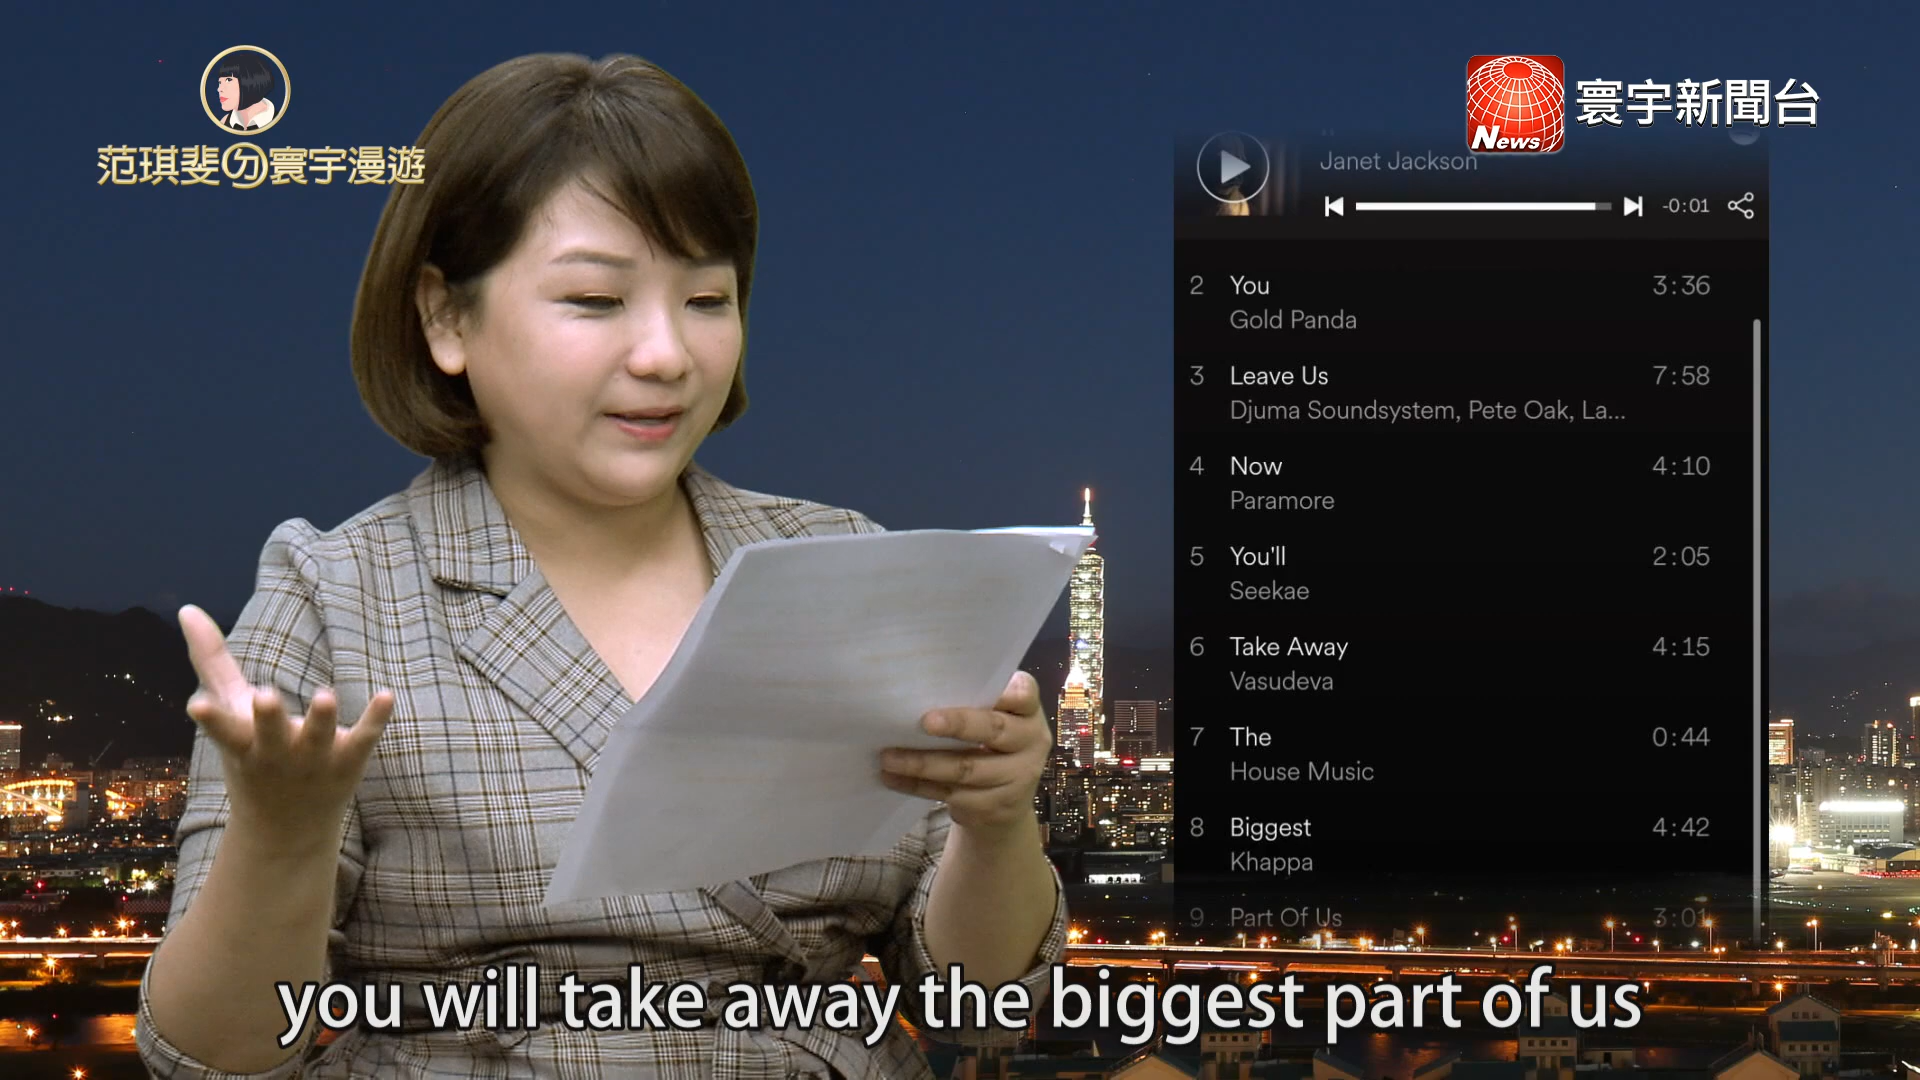 范琪斐ㄉ寰宇漫遊
News
寰宇新聞台
Janet Jackson
-0:01
2 You 3:36
Gold Panda
3 Leave Us 7:58
Djuma Soundsystem, Pete Oak, La...
4 Now 4:10
Paramore
5 You'll 2:05
Seekae
6 Take Away 4:15
Vasudeva
7 The 0:44
House Music
8 Biggest 4:42
Khappa
9 Part Of Us 3:01
you will take away the biggest part of us